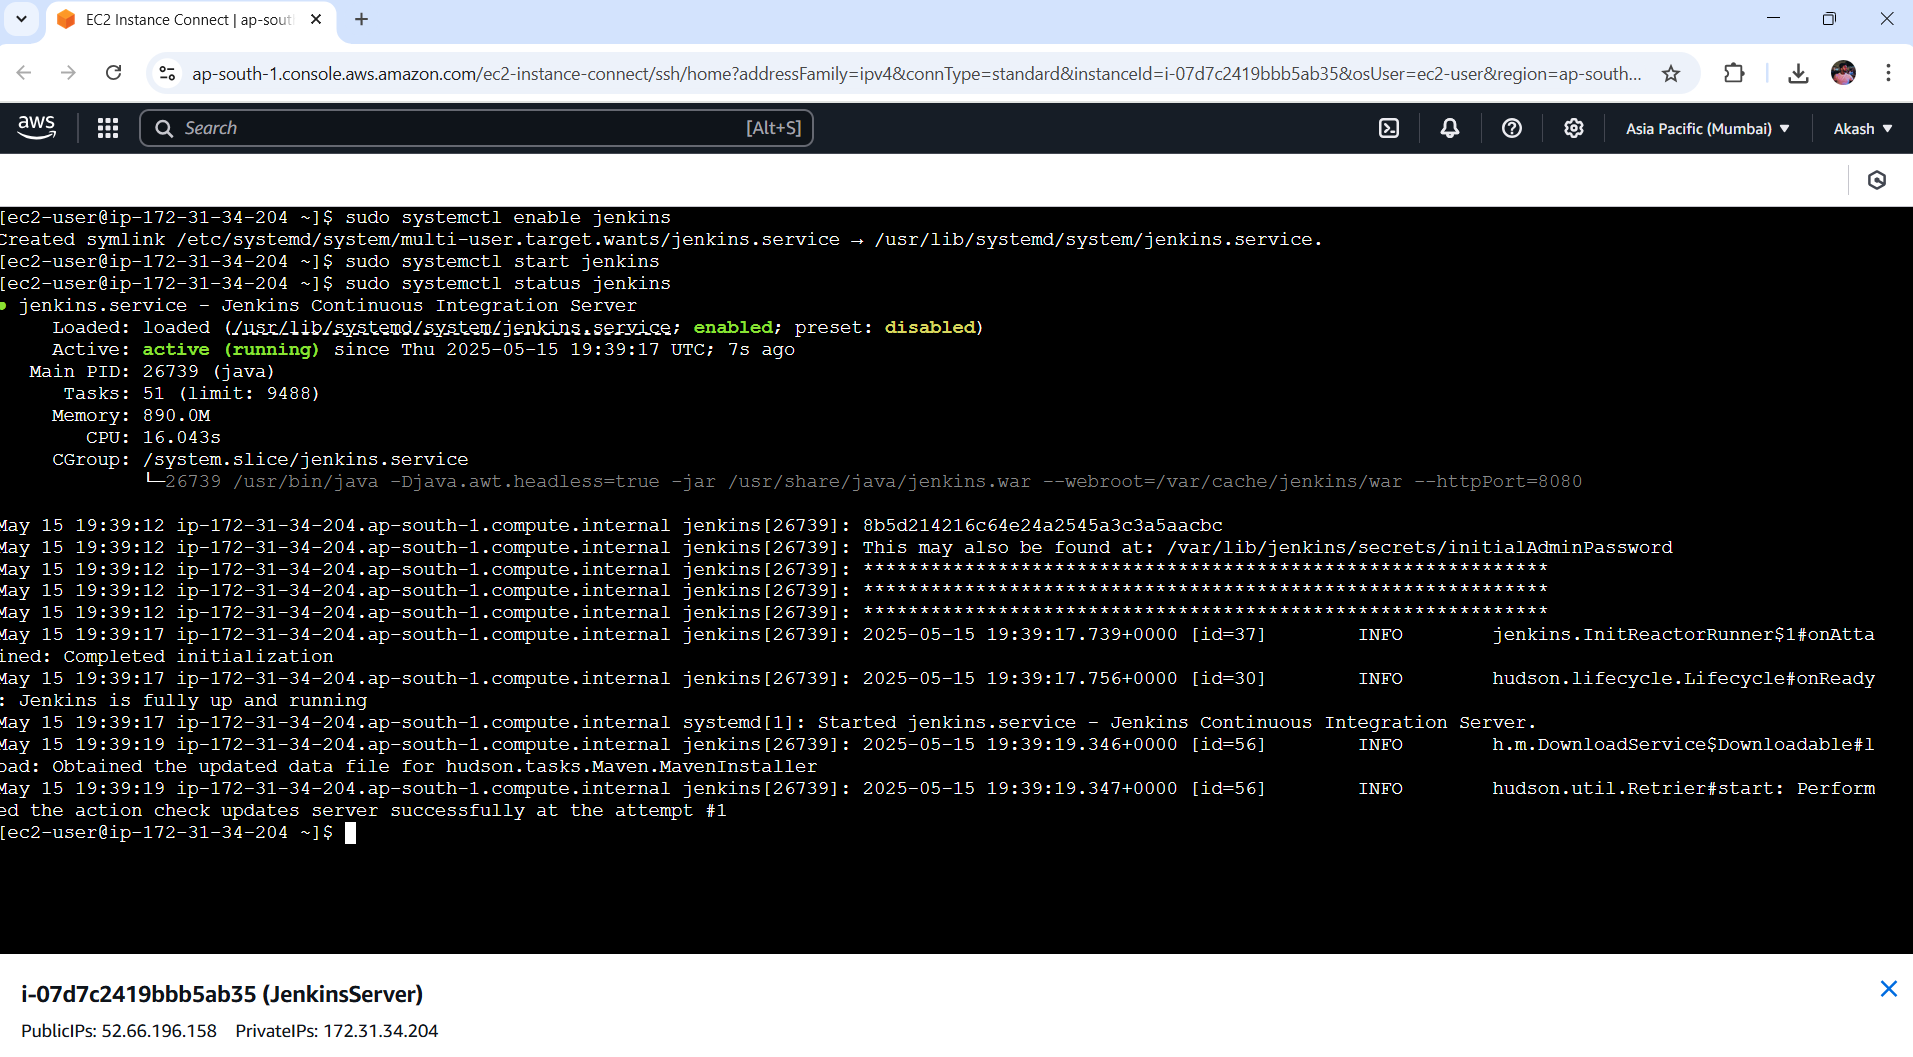 EC2 Instance Connect | ap-sout
ap-south-1.console.aws.amazon.com/ec2-instance-connect/ssh/home?addressFamily=ipv4&connType=standard&instanceId=i-07d7c2419bbb5ab35&osUser=ec2-user&region=ap-south...
aws
Search [Alt+S]
Asia Pacific (Mumbai) ▼ Akash ▼
[ec2-user@ip-172-31-34-204 ~]$ sudo systemctl enable jenkins
Created symlink /etc/systemd/system/multi-user.target.wants/jenkins.service → /usr/lib/systemd/system/jenkins.service.
[ec2-user@ip-172-31-34-204 ~]$ sudo systemctl start jenkins
[ec2-user@ip-172-31-34-204 ~]$ sudo systemctl status jenkins
● jenkins.service - Jenkins Continuous Integration Server
Loaded: loaded (/usr/lib/systemd/system/jenkins.service; enabled; preset: disabled)
Active: active (running) since Thu 2025-05-15 19:39:17 UTC; 7s ago
Main PID: 26739 (java)
Tasks: 51 (limit: 9488)
Memory: 890.0M
CPU: 16.043s
CGroup: /system.slice/jenkins.service
└─26739 /usr/bin/java -Djava.awt.headless=true -jar /usr/share/java/jenkins.war --webroot=/var/cache/jenkins/war --httpPort=8080
May 15 19:39:12 ip-172-31-34-204.ap-south-1.compute.internal jenkins[26739]: 8b5d214216c64e24a2545a3c3a5aacbc
May 15 19:39:12 ip-172-31-34-204.ap-south-1.compute.internal jenkins[26739]: This may also be found at: /var/lib/jenkins/secrets/initialAdminPassword
May 15 19:39:12 ip-172-31-34-204.ap-south-1.compute.internal jenkins[26739]: *************************************************************
May 15 19:39:12 ip-172-31-34-204.ap-south-1.compute.internal jenkins[26739]: *************************************************************
May 15 19:39:12 ip-172-31-34-204.ap-south-1.compute.internal jenkins[26739]: *************************************************************
May 15 19:39:17 ip-172-31-34-204.ap-south-1.compute.internal jenkins[26739]: 2025-05-15 19:39:17.739+0000 [id=37] INFO jenkins.InitReactorRunner$1#onAtta
ined: Completed initialization
May 15 19:39:17 ip-172-31-34-204.ap-south-1.compute.internal jenkins[26739]: 2025-05-15 19:39:17.756+0000 [id=30] INFO hudson.lifecycle.Lifecycle#onReady
: Jenkins is fully up and running
May 15 19:39:17 ip-172-31-34-204.ap-south-1.compute.internal systemd[1]: Started jenkins.service - Jenkins Continuous Integration Server.
May 15 19:39:19 ip-172-31-34-204.ap-south-1.compute.internal jenkins[26739]: 2025-05-15 19:39:19.346+0000 [id=56] INFO h.m.DownloadService$Downloadable#l
oad: Obtained the updated data file for hudson.tasks.Maven.MavenInstaller
May 15 19:39:19 ip-172-31-34-204.ap-south-1.compute.internal jenkins[26739]: 2025-05-15 19:39:19.347+0000 [id=56] INFO hudson.util.Retrier#start: Perform
ed the action check updates server successfully at the attempt #1
[ec2-user@ip-172-31-34-204 ~]$
i-07d7c2419bbb5ab35 (JenkinsServer)
PublicIPs: 52.66.196.158 PrivateIPs: 172.31.34.204